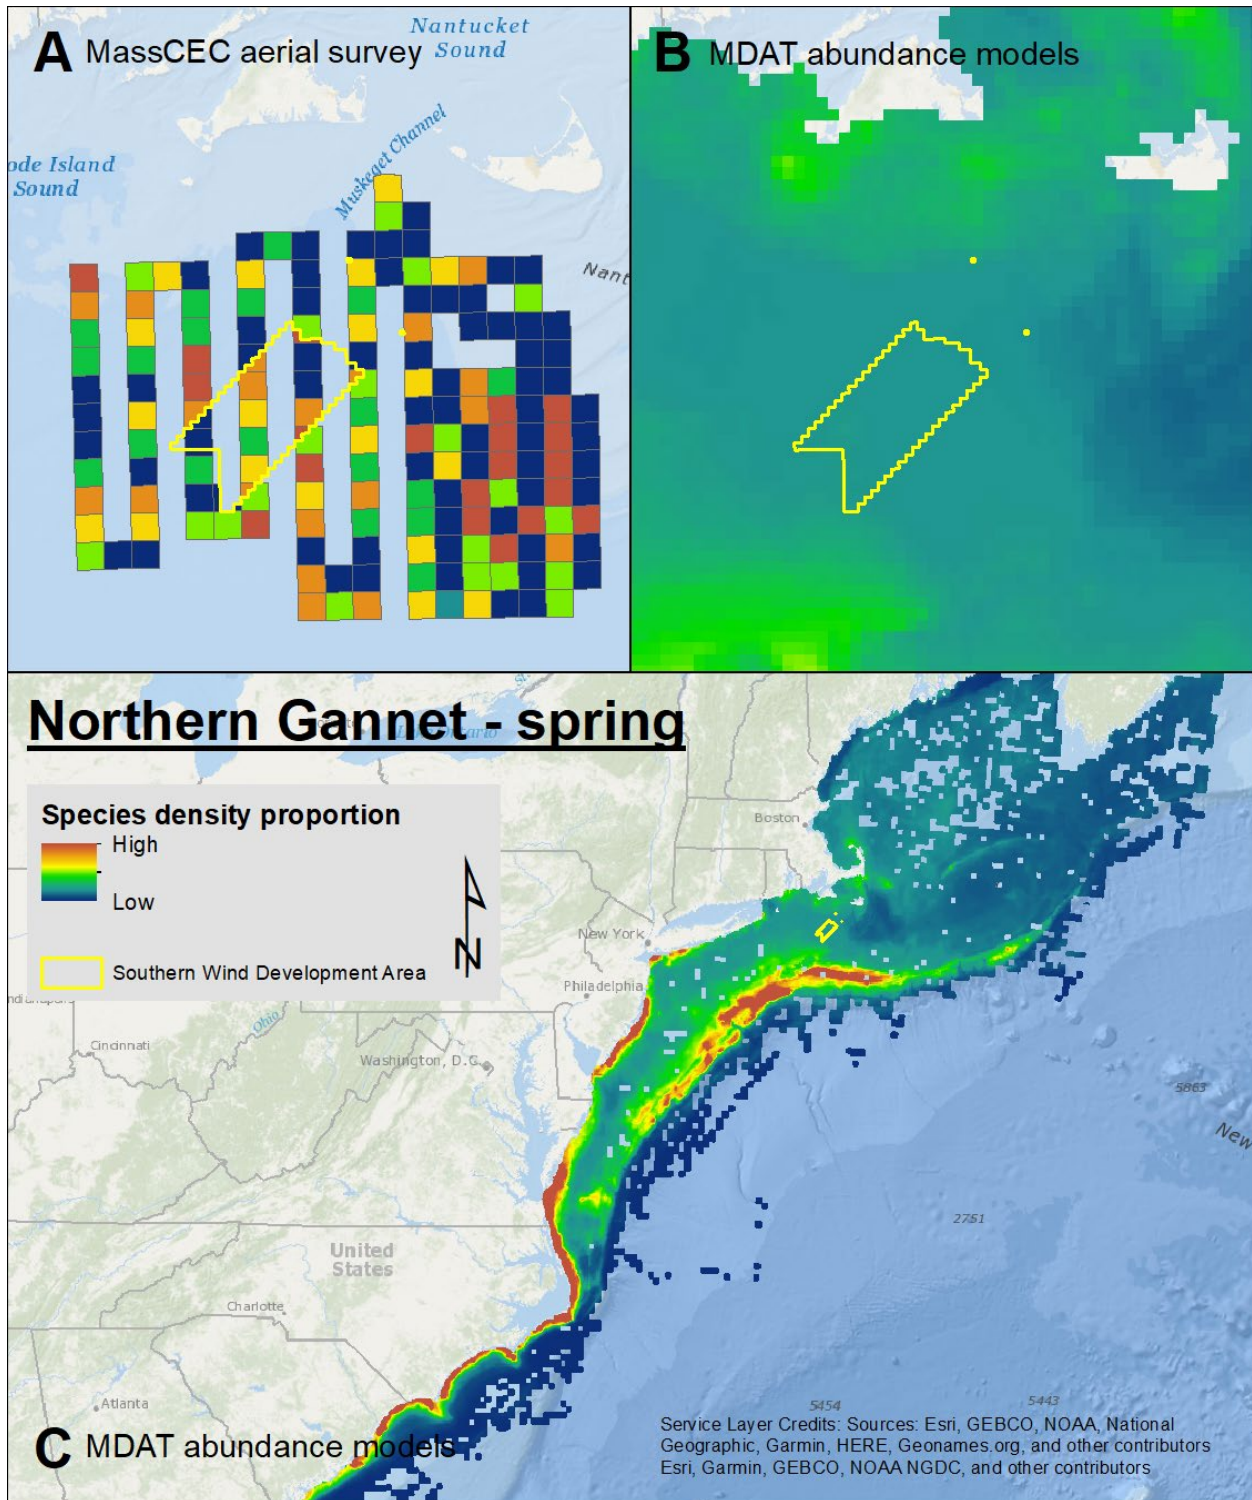 A MassCEC aerial survey
Nantucket
Sound
ode Island
Sound
Muskeget Channel
Nant
B MDAT abundance models
Northern Gannet - spring
Species density proportion
High
Low
N
Southern Wind Development Area
Boston
New York
Philadelphia
Ohio
Cincinnati
Washington, D.C.
United
States
Charlotte
Atlanta
5863
New
2751
5454
5443
C MDAT abundance models
Service Layer Credits: Sources: Esri, GEBCO, NOAA, National
Geographic, Garmin, HERE, Geonames.org, and other contributors
Esri, Garmin, GEBCO, NOAA NGDC, and other contributors